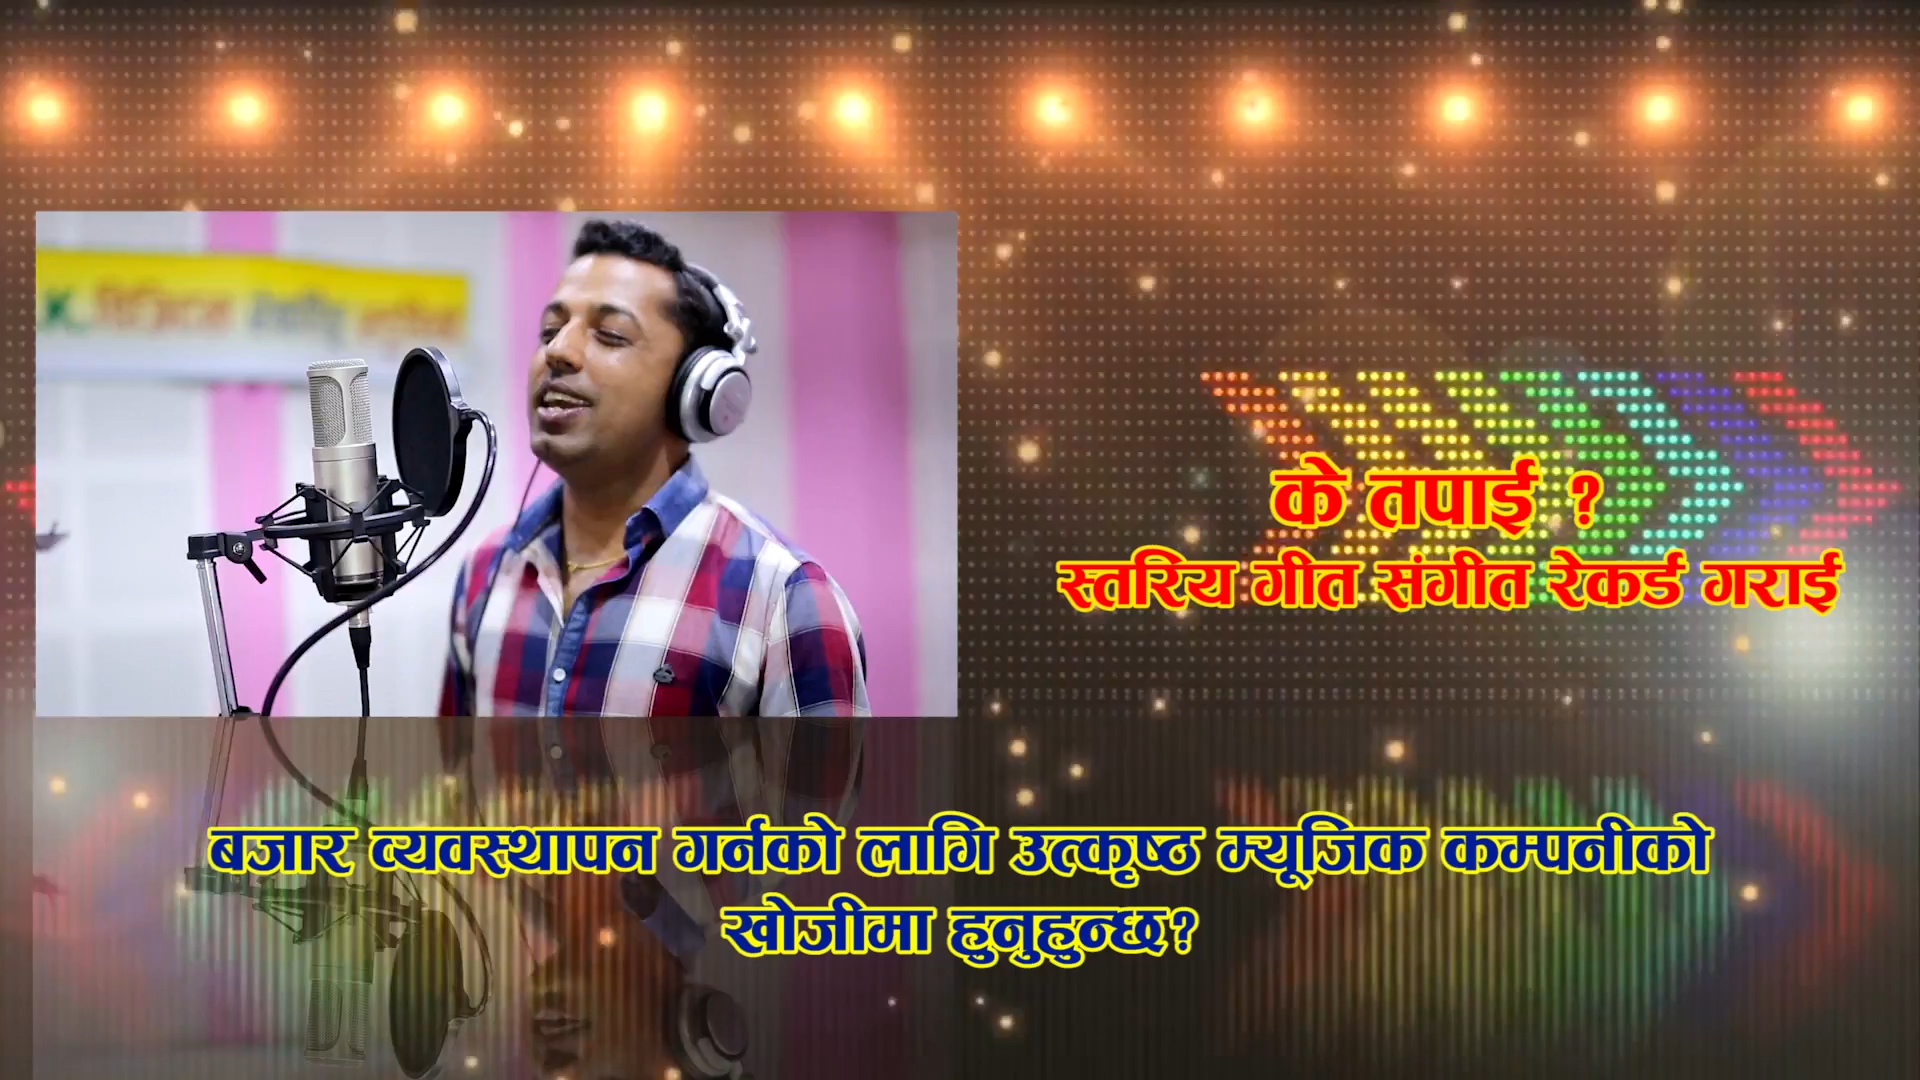 के तपाई ?
स्तरिय गीत संगीत रेकर्ड गराई
बजार व्यवस्थापन गर्नको लागि उत्कृष्ठ म्यूजिक कम्पनीको
खोजीमा हुनुहुन्छ?